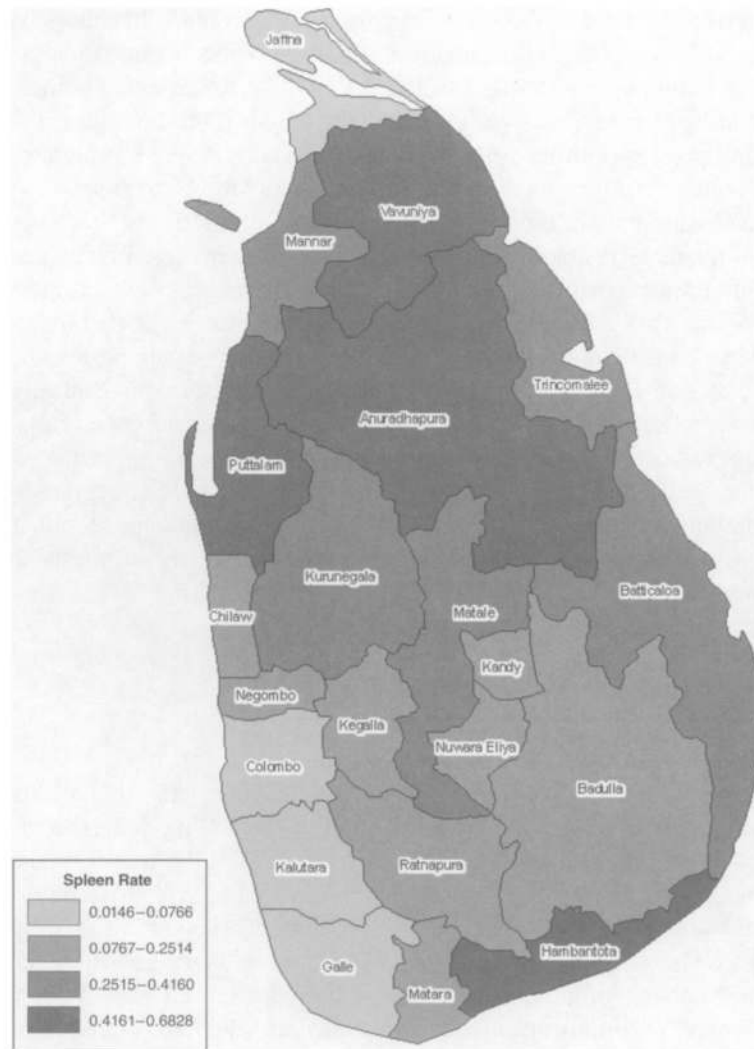 Jaffna
Vavuniya
Mannar
Trincomalee
Anuradhapura
Puttalam
Kurunegala
Batticaloa
Chilaw
Matale
Kandy
Negombo
Kegalla
Nuwara Eliya
Colombo
Badulla
Kalutara
Ratnapura
Hambantota
Galle
Matara
Spleen Rate
0.0146–0.0766
0.0767–0.2514
0.2515–0.4160
0.4161–0.6828